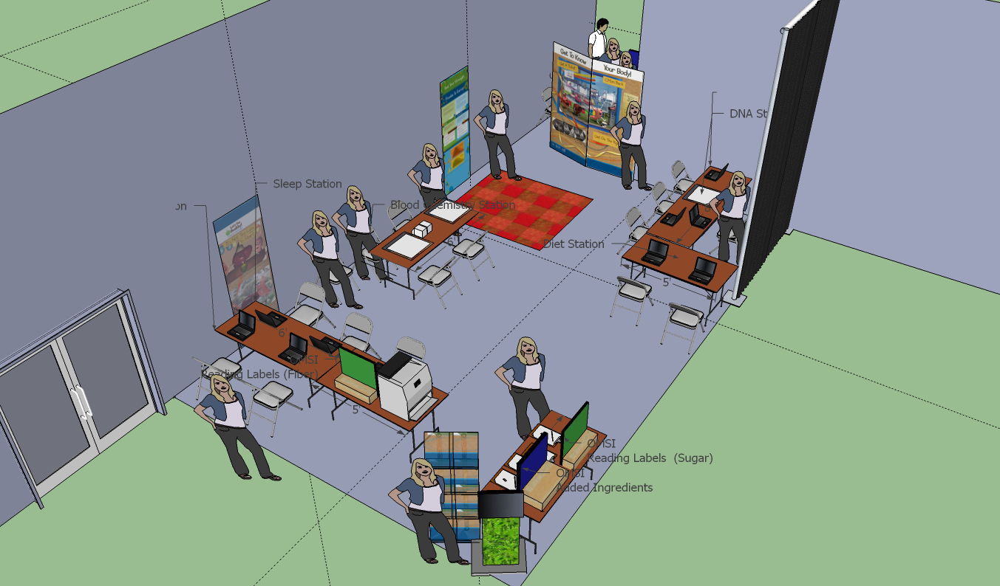 Get To Know
Your Body!
DNA St
Sleep Station
on
Blood Chemistry Station
6'
Diet Station
5'
6'
OMSI
Reading Labels (Fiber)
5'
OMSI
Reading Labels (Sugar)
OMSI
Added Ingredients